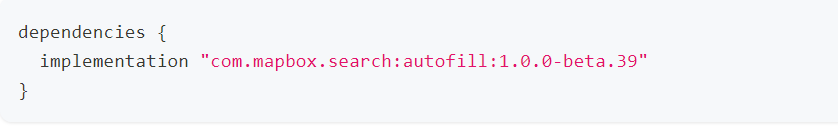 dependencies {
  implementation "com.mapbox.search:autofill:1.0.0-beta.39"
}